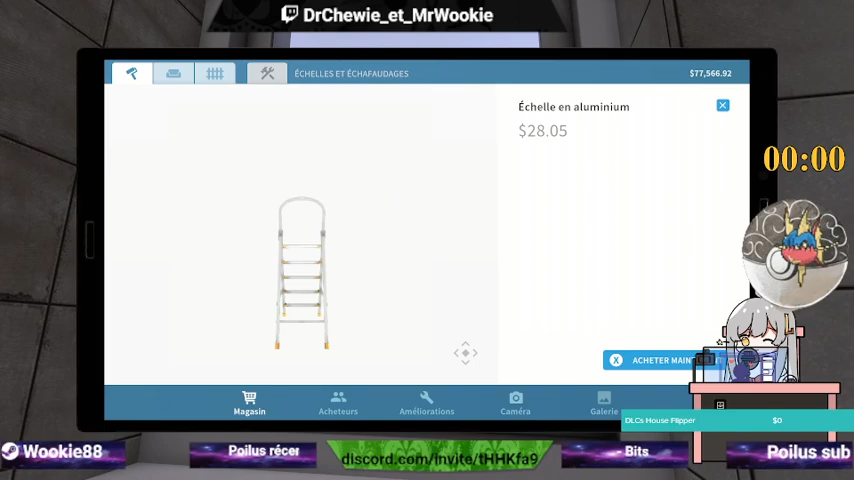 DrChewie_et_MrWookie
ÉCHELLES ET ÉCHAFAUDAGES
$77,566.92
Échelle en aluminium
$28.05
00:00
X ACHETER MAINT
Magasin
Acheteurs
Améliorations
Caméra
Galerie
DLCs House Flipper
$0
Wookie88
Poilus récer
discord.com/invite/tHHKfa9
- Bits
Poilus sub